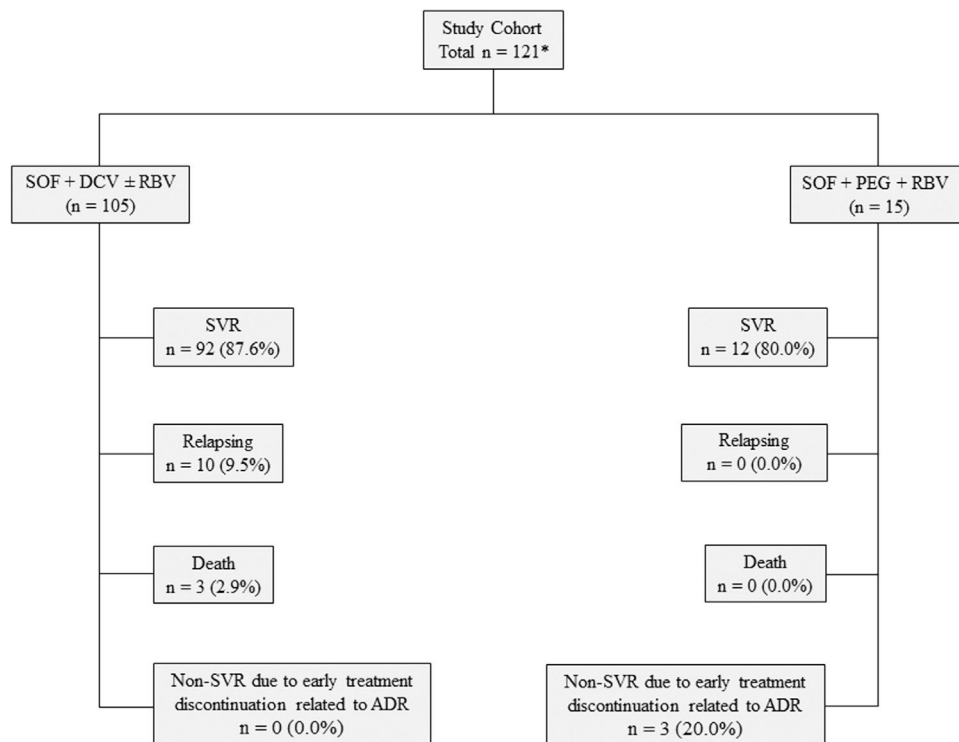 Study Cohort
Total n = 121*
SOF + DCV ± RBV
(n = 105)
SOF + PEG + RBV
(n = 15)
SVR
n = 92 (87.6%)
SVR
n = 12 (80.0%)
Relapsing
n = 10 (9.5%)
Relapsing
n = 0 (0.0%)
Death
n = 3 (2.9%)
Death
n = 0 (0.0%)
Non-SVR due to early treatment
discontinuation related to ADR
n = 0 (0.0%)
Non-SVR due to early treatment
discontinuation related to ADR
n = 3 (20.0%)